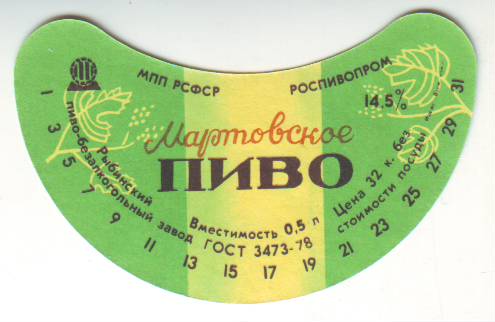 МПП РСФСР
РОСПИВОПРОМ
14,5%
Мартовское
ПИВО
Рыбинский
пиво-безалкогольный завод
Вместимость 0,5 л
ГОСТ 3473-78
Цена 32 к. без
стоимости посуды
1 3 5 7 9 11 13 15 17 19 21 23 25 27 29 31